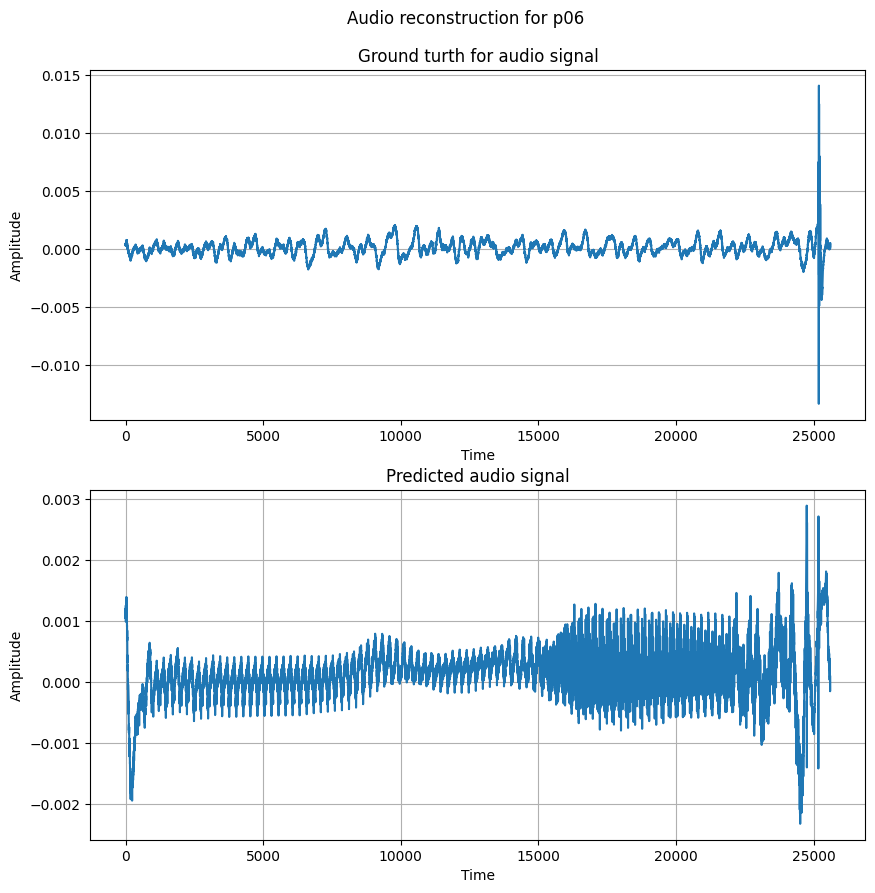 Audio reconstruction for p06
Ground turth for audio signal
0.015
0.010
0.005
0.000
−0.005
−0.010
Amplitude
0 5000 10000 15000 20000 25000
Time
Predicted audio signal
0.003
0.002
0.001
0.000
−0.001
−0.002
Amplitude
0 5000 10000 15000 20000 25000
Time